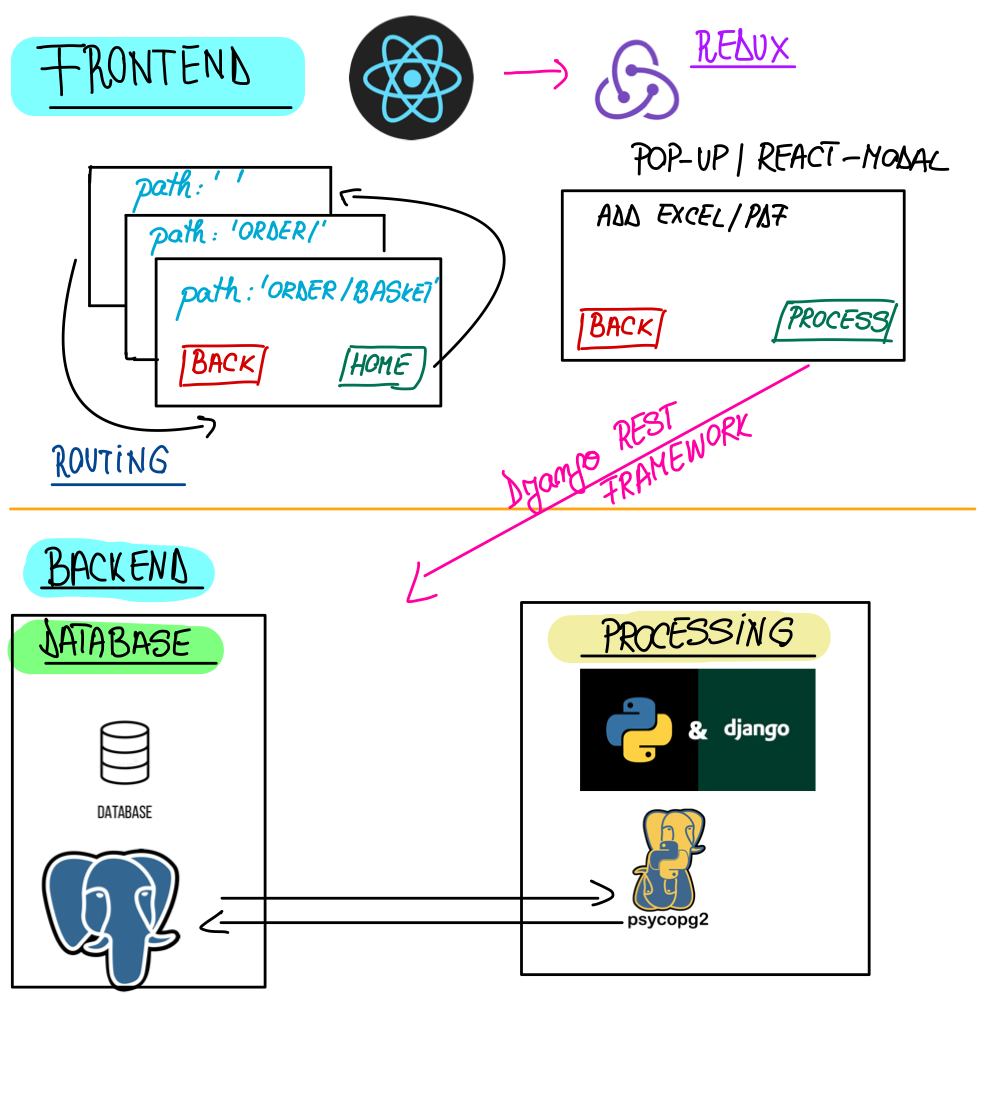 FRONTEND
REDUX
POP-UP / REACT-MODAL
path: ' '
path: 'ORDER/'
path: 'ORDER/BASKET'
BACK
HOME
ROUTING
ADD EXCEL/PDF
BACK
PROCESS
Django REST
FRAMEWORK
BACKEND
DATABASE
DATABASE
PROCESSING
& django
psycopg2